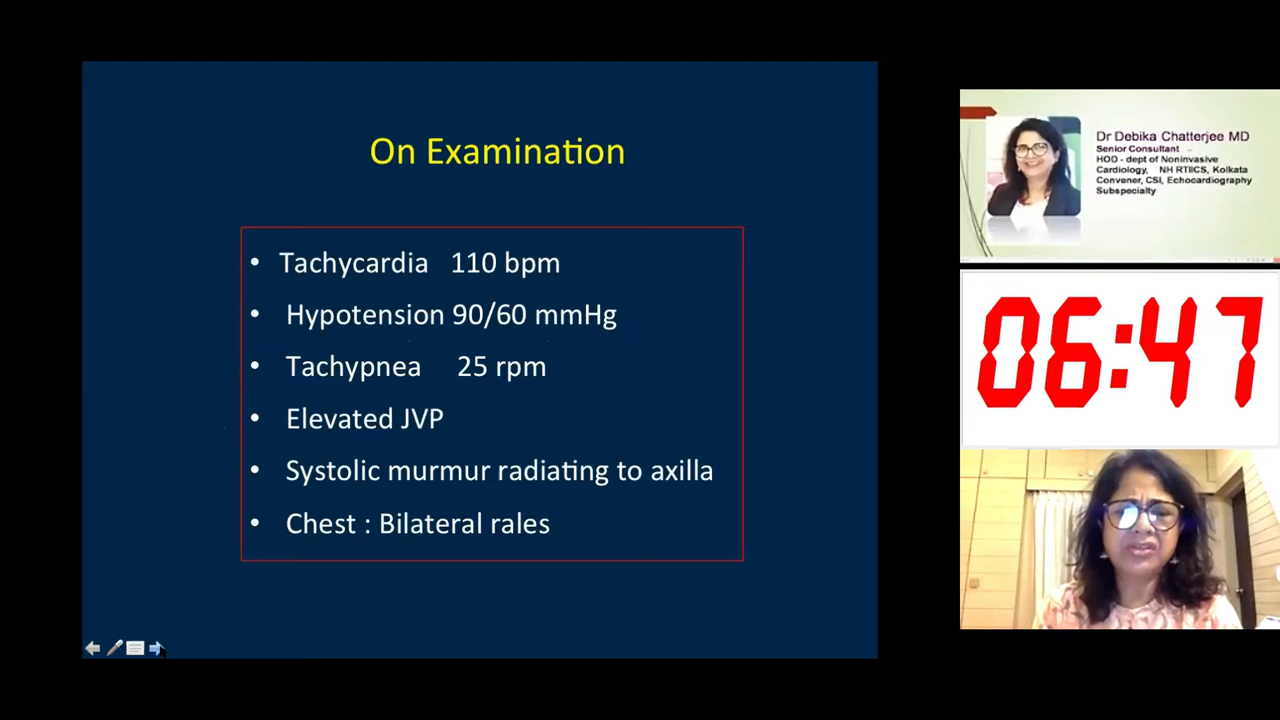 On Examination
• Tachycardia 110 bpm
• Hypotension 90/60 mmHg
• Tachypnea 25 rpm
• Elevated JVP
• Systolic murmur radiating to axilla
• Chest : Bilateral rales
Dr Debika Chatterjee MD
Senior Consultant
HOD - dept of Noninvasive
Cardiology, NH RTIICS, Kolkata
Convener, CSI, Echocardiography
Subspecialty
06:47